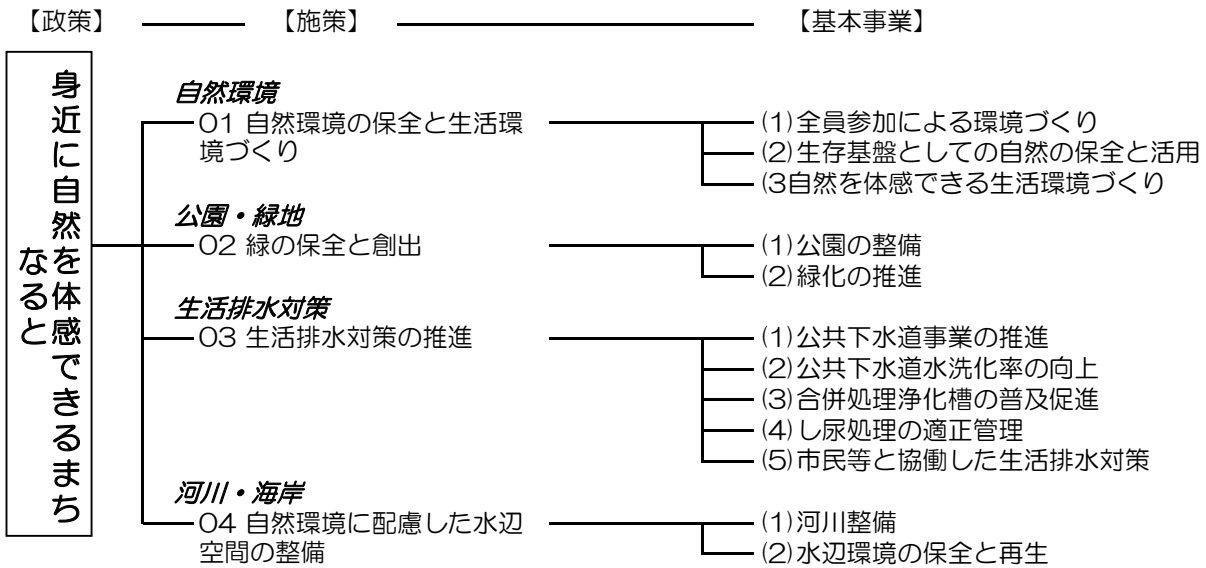 【政策】 【施策】 【基本事業】
身近に自然を体感できるまち
なると
自然環境
01 自然環境の保全と生活環
境づくり
(1)全員参加による環境づくり
(2)生存基盤としての自然の保全と活用
(3自然を体感できる生活環境づくり
公園・緑地
02 緑の保全と創出
(1)公園の整備
(2)緑化の推進
生活排水対策
03 生活排水対策の推進
(1)公共下水道事業の推進
(2)公共下水道水洗化率の向上
(3)合併処理浄化槽の普及促進
(4)し尿処理の適正管理
(5)市民等と協働した生活排水対策
河川・海岸
04 自然環境に配慮した水辺
空間の整備
(1)河川整備
(2)水辺環境の保全と再生